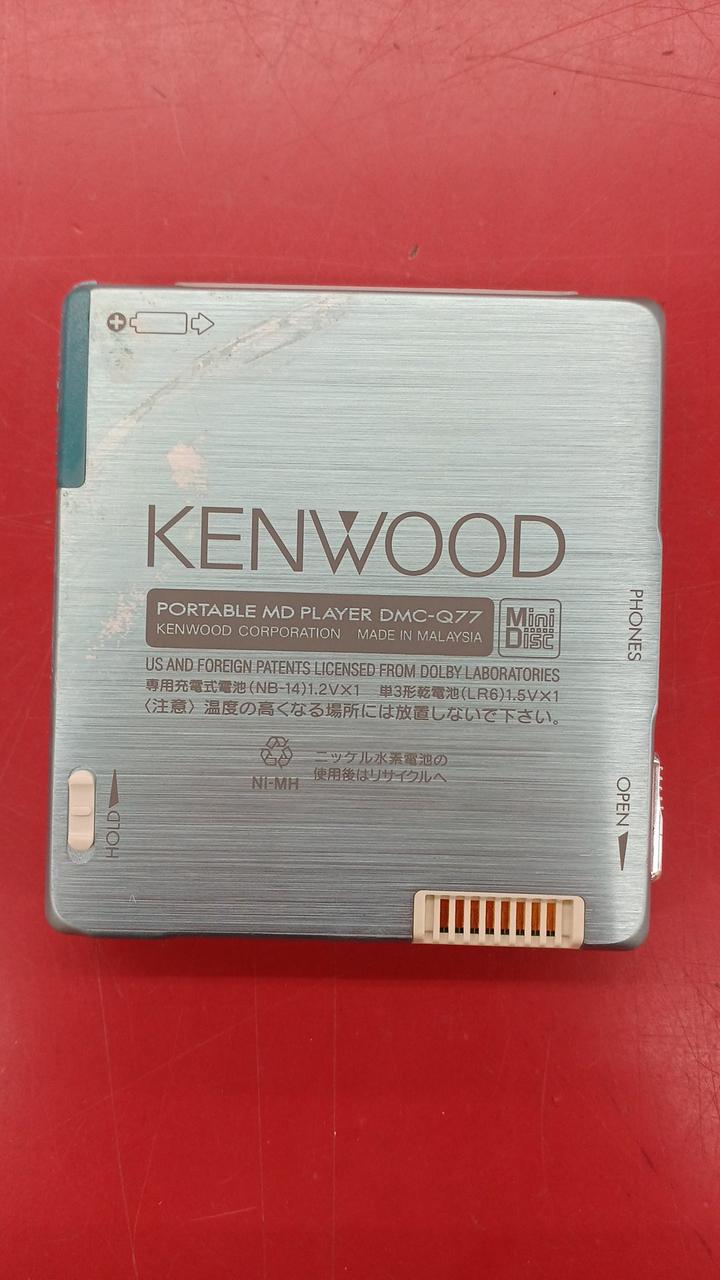 KENWOOD
PORTABLE MD PLAYER DMC-Q77
KENWOOD CORPORATION MADE IN MALAYSIA
Mini Disc
US AND FOREIGN PATENTS LICENSED FROM DOLBY LABORATORIES
専用充電式電池(NB-14)1.2V×1 単3形乾電池(LR6)1.5V×1
〈注意〉温度の高くなる場所には放置しないで下さい。
NI-MH
ニッケル水素電池の
使用後はリサイクルへ
PHONES
HOLD
OPEN